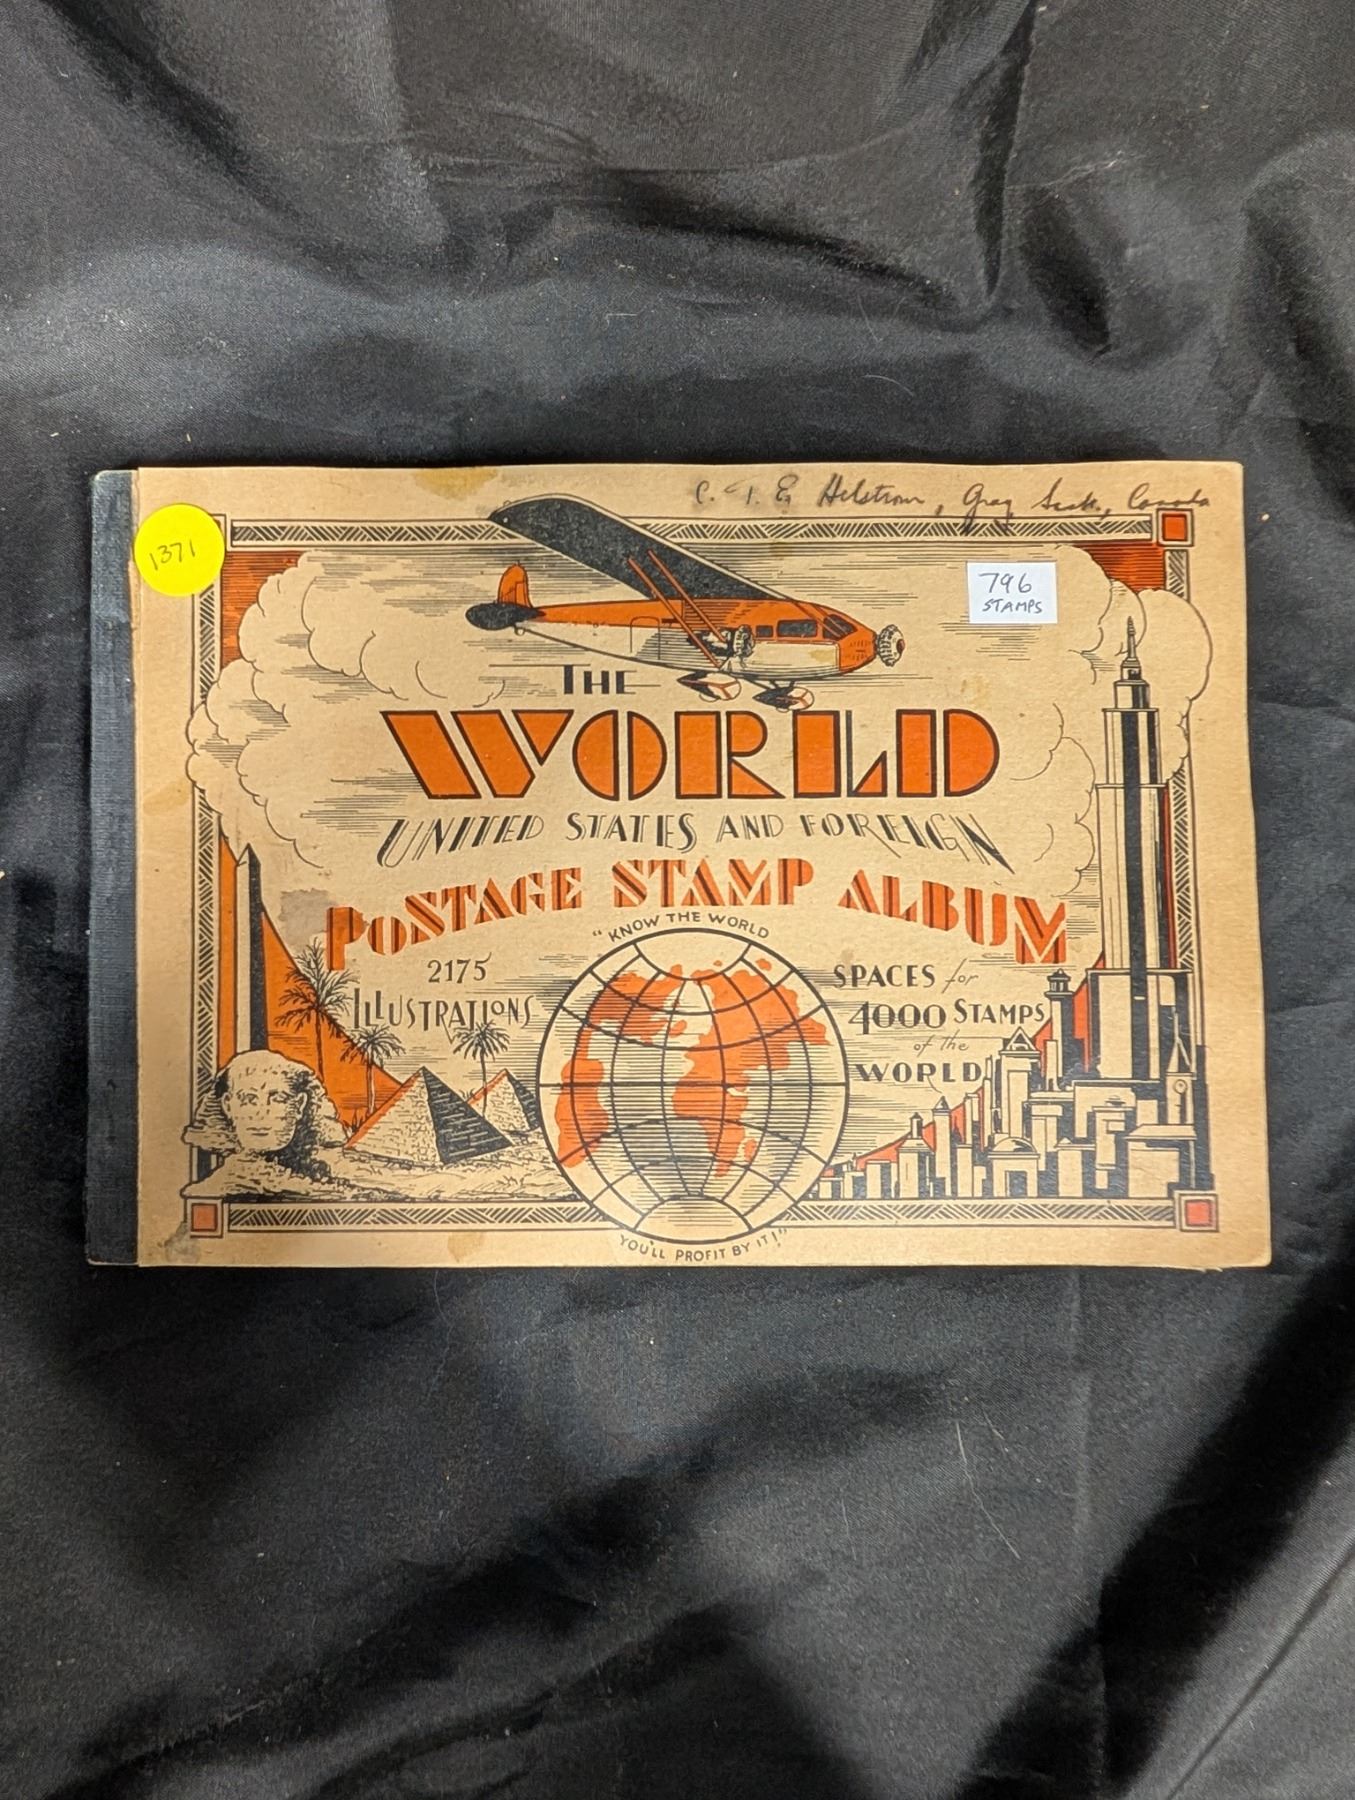 Helstrom, Gray Sask., Canada
1371
796
STAMPS
THE
WORLD
UNITED STATES AND FOREIGN
POSTAGE STAMP ALBUM
2175
ILLUSTRATIONS
"KNOW THE WORLD
SPACES for
4000 STAMPS
of the
WORLD
YOU'LL PROFIT BY IT!"